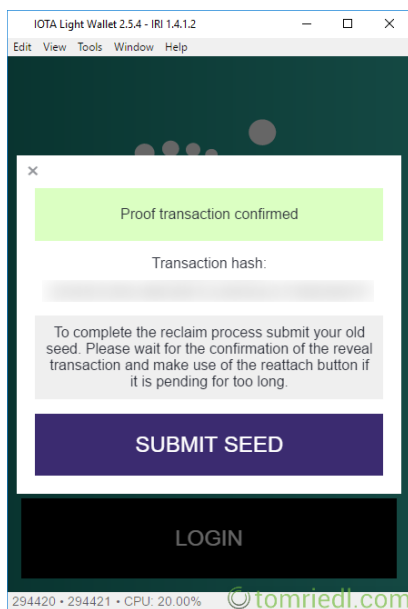 IOTA Light Wallet 2.5.4 - IRI 1.4.1.2
Edit View Tools Window Help
×
Proof transaction confirmed
Transaction hash:
To complete the reclaim process submit your old
seed. Please wait for the confirmation of the reveal
transaction and make use of the reattach button if
it is pending for too long.
SUBMIT SEED
LOGIN
294420 • 294421 • CPU: 20.00%
tomriedl.com